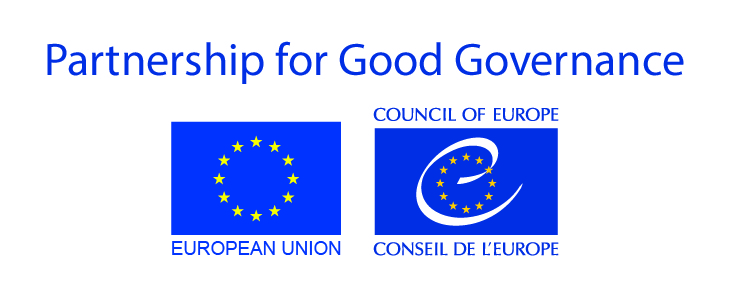 Partnership for Good Governance
COUNCIL OF EUROPE
EUROPEAN UNION
CONSEIL DE L'EUROPE